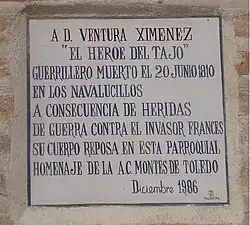 A D. VENTURA XIMENEZ
"EL HEROE DEL TAJO"
GUERRILLERO MUERTO EL 20 JUNIO 1810
EN LOS NAVALUCILLOS
A CONSECUENCIA DE HERIDAS
DE GUERRA CONTRA EL INVASOR FRANCES
SU CUERPO REPOSA EN ESTA PARROQUIAL
HOMENAJE DE LA A.C. MONTES DE TOLEDO
Diciembre 1986